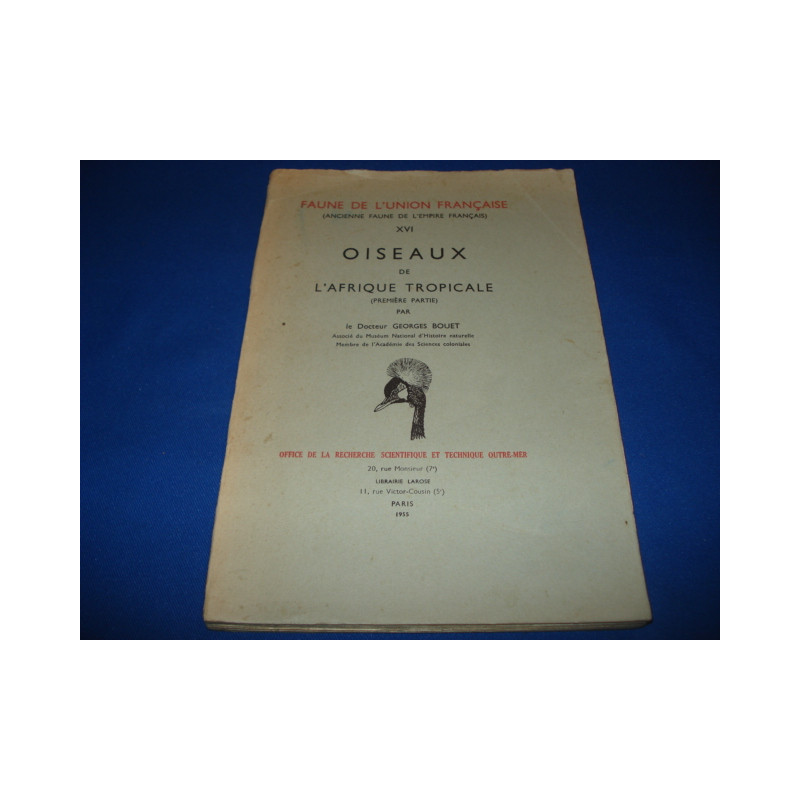 FAUNE DE L'UNION FRANÇAISE
(ANCIENNE FAUNE DE L'EMPIRE FRANÇAIS)
XVI
OISEAUX
DE
L'AFRIQUE TROPICALE
(PREMIÈRE PARTIE)
PAR
le Docteur GEORGES BOUET
Associé du Muséum National d'Histoire naturelle
Membre de l'Académie des Sciences coloniales
OFFICE DE LA RECHERCHE SCIENTIFIQUE ET TECHNIQUE OUTRE-MER
20, rue Monsieur (7e)
LIBRAIRIE LAROSE
11, rue Victor-Cousin (5e)
PARIS
1955